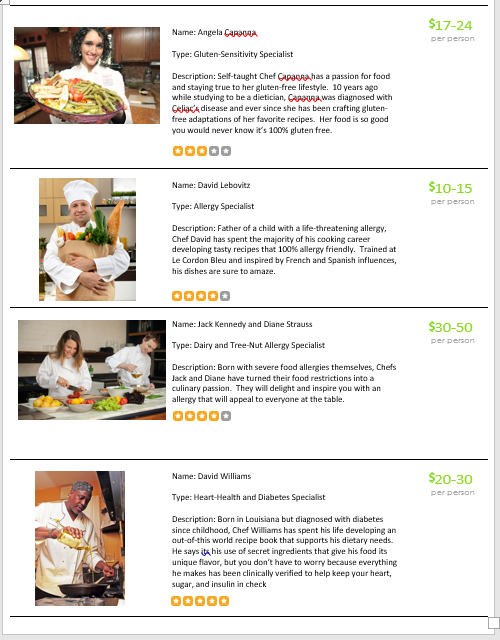 $17-24
per person
Name: Angela Capanna
Type: Gluten-Sensitivity Specialist
Description: Self-taught Chef Capanna has a passion for food
and staying true to her gluten-free lifestyle. 10 years ago
while studying to be a dietician, Capanna was diagnosed with
Celiac's disease and ever since she has been crafting gluten-
free adaptations of her favorite recipes. Her food is so good
you would never know it's 100% gluten free.
$10-15
per person
Name: David Lebovitz
Type: Allergy Specialist
Description: Father of a child with a life-threatening allergy,
Chef David has spent the majority of his cooking career
developing tasty recipes that 100% allergy friendly. Trained at
Le Cordon Bleu and inspired by French and Spanish influences,
his dishes are sure to amaze.
$30-50
per person
Name: Jack Kennedy and Diane Strauss
Type: Dairy and Tree-Nut Allergy Specialist
Description: Born with severe food allergies themselves, Chefs
Jack and Diane have turned their food restrictions into a
culinary passion. They will delight and inspire you with an
allergy that will appeal to everyone at the table.
$20-30
per person
Name: David Williams
Type: Heart-Health and Diabetes Specialist
Description: Born in Louisiana but diagnosed with diabetes
since childhood, Chef Williams has spent his life developing an
out-of-this world recipe book that supports his dietary needs.
He says its his use of secret ingredients that give his food its
unique flavor, but you don't have to worry because everything
he makes has been clinically verified to help keep your heart,
sugar, and insulin in check